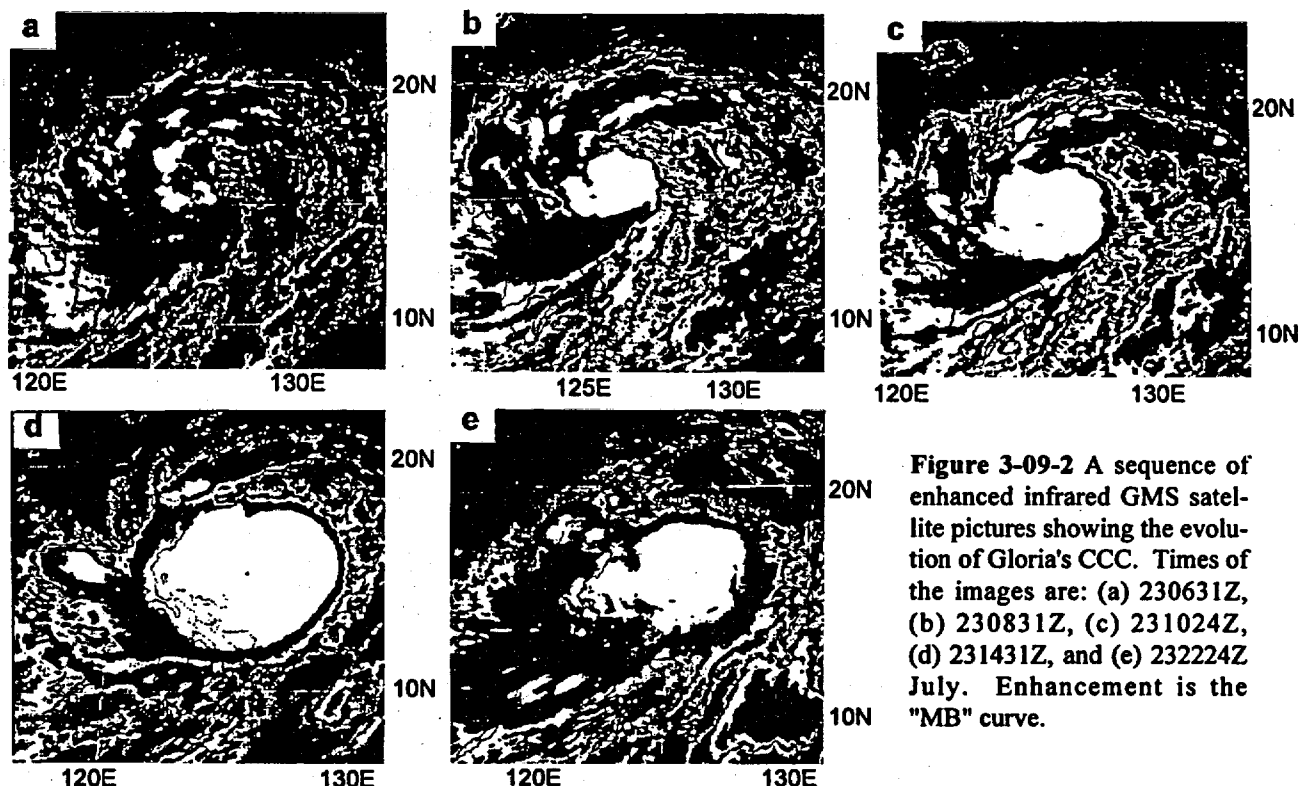 a
20N
10N
120E
130E
b
20N
10N
125E
130E
c
20N
10N
120E
130E
d
20N
10N
120E
130E
e
20N
10N
120E
130E
Figure 3-09-2 A sequence of
enhanced infrared GMS satel-
lite pictures showing the evolu-
tion of Gloria's CCC. Times of
the images are: (a) 230631Z,
(b) 230831Z, (c) 231024Z,
(d) 231431Z, and (e) 232224Z
July. Enhancement is the
"MB" curve.